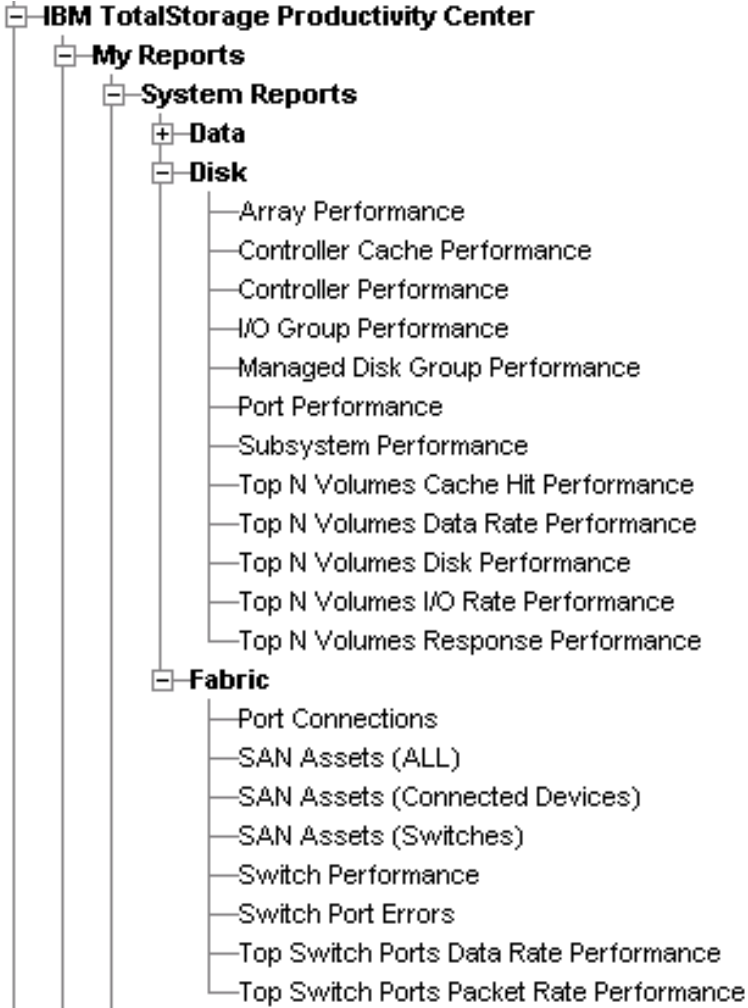 IBM TotalStorage Productivity Center
My Reports
System Reports
Data
Disk
Array Performance
Controller Cache Performance
Controller Performance
I/O Group Performance
Managed Disk Group Performance
Port Performance
Subsystem Performance
Top N Volumes Cache Hit Performance
Top N Volumes Data Rate Performance
Top N Volumes Disk Performance
Top N Volumes I/O Rate Performance
Top N Volumes Response Performance
Fabric
Port Connections
SAN Assets (ALL)
SAN Assets (Connected Devices)
SAN Assets (Switches)
Switch Performance
Switch Port Errors
Top Switch Ports Data Rate Performance
Top Switch Ports Packet Rate Performance